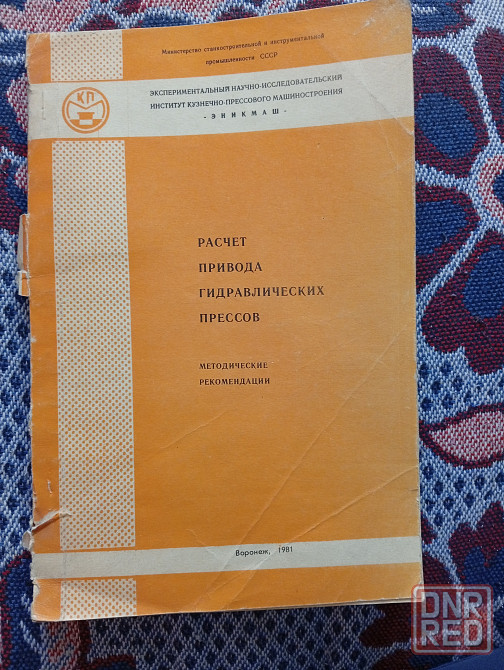 Министерство станкостроительной и инструментальной
промышленности СССР
КП
ЭКСПЕРИМЕНТАЛЬНЫЙ НАУЧНО-ИССЛЕДОВАТЕЛЬСКИЙ
ИНСТИТУТ КУЗНЕЧНО-ПРЕССОВОГО МАШИНОСТРОЕНИЯ
- ЭНИКМАШ -
РАСЧЕТ
ПРИВОДА
ГИДРАВЛИЧЕСКИХ
ПРЕССОВ
МЕТОДИЧЕСКИЕ
РЕКОМЕНДАЦИИ
Воронеж, 1981
DNR
RED